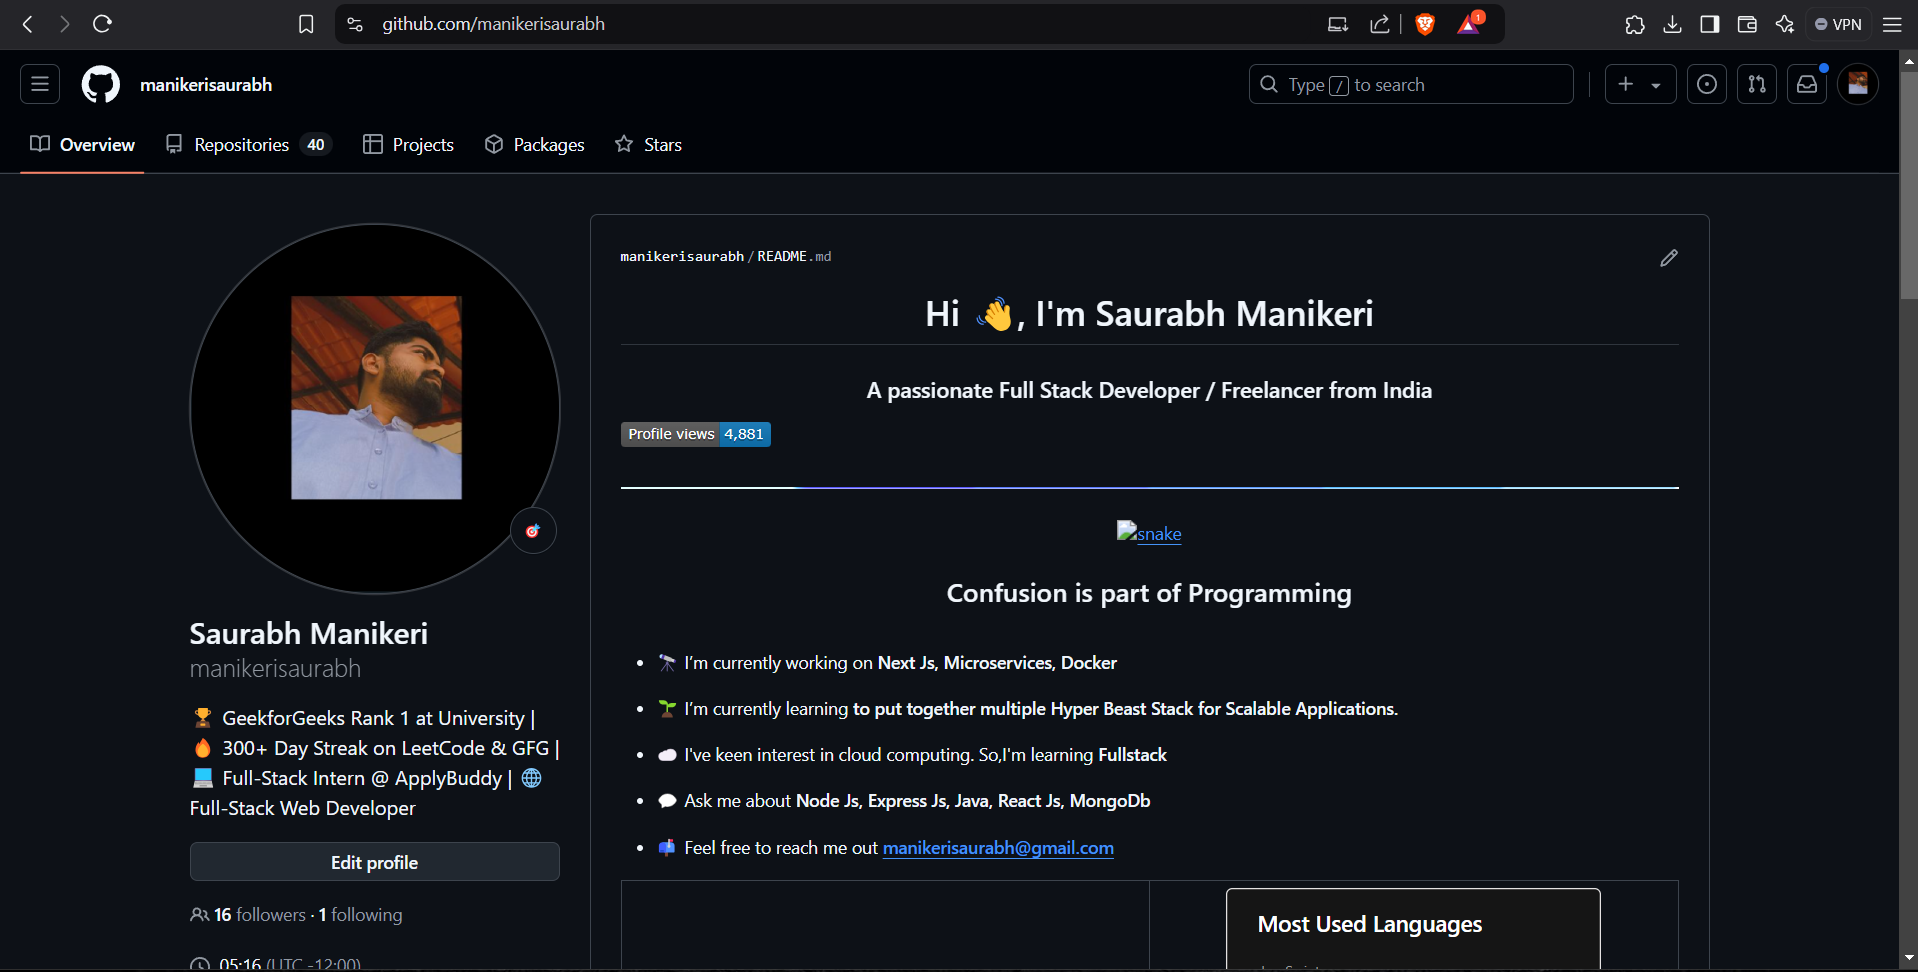 github.com/manikerisaurabh
1
VPN
manikerisaurabh
Type / to search
Overview
Repositories 40
Projects
Packages
Stars
manikerisaurabh/README.md
Hi 👋, I'm Saurabh Manikeri
A passionate Full Stack Developer / Freelancer from India
Profile views 4,881
snake
Confusion is part of Programming
• 🔭 I’m currently working on Next Js, Microservices, Docker
• 🌱 I’m currently learning to put together multiple Hyper Beast Stack for Scalable Applications.
• ☁️ I've keen interest in cloud computing. So,I'm learning Fullstack
• 💬 Ask me about Node Js, Express Js, Java, React Js, MongoDb
• 📫 Feel free to reach me out manikerisaurabh@gmail.com
Most Used Languages
Saurabh Manikeri
manikerisaurabh
🏆 GeekforGeeks Rank 1 at University |
🔥 300+ Day Streak on LeetCode & GFG |
💻 Full-Stack Intern @ ApplyBuddy | 🌐
Full-Stack Web Developer
Edit profile
16 followers · 1 following
05:16 (UTC -12:00)